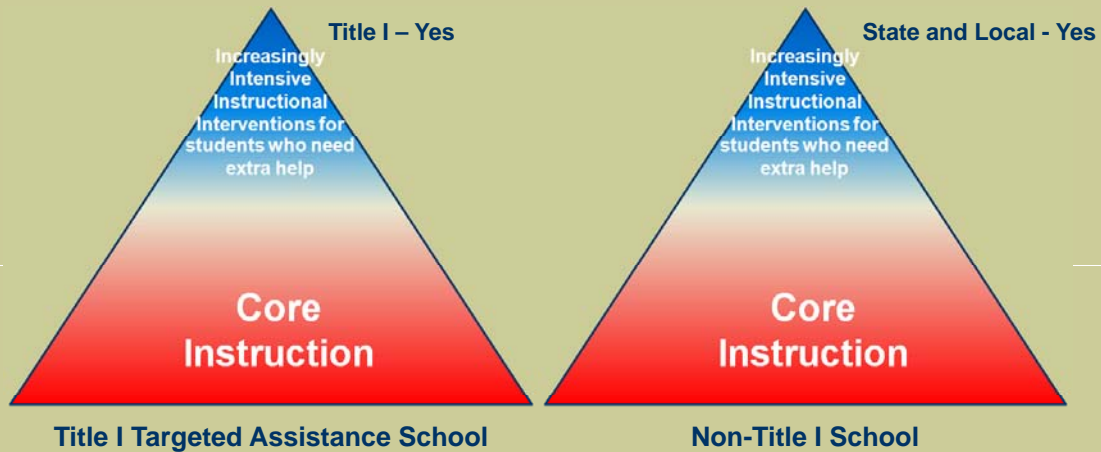 Title I – Yes
Increasingly
Intensive
Instructional
Interventions for
students who need
extra help
Core
Instruction
Title I Targeted Assistance School
State and Local - Yes
Increasingly
Intensive
Instructional
Interventions for
students who need
extra help
Core
Instruction
Non-Title I School